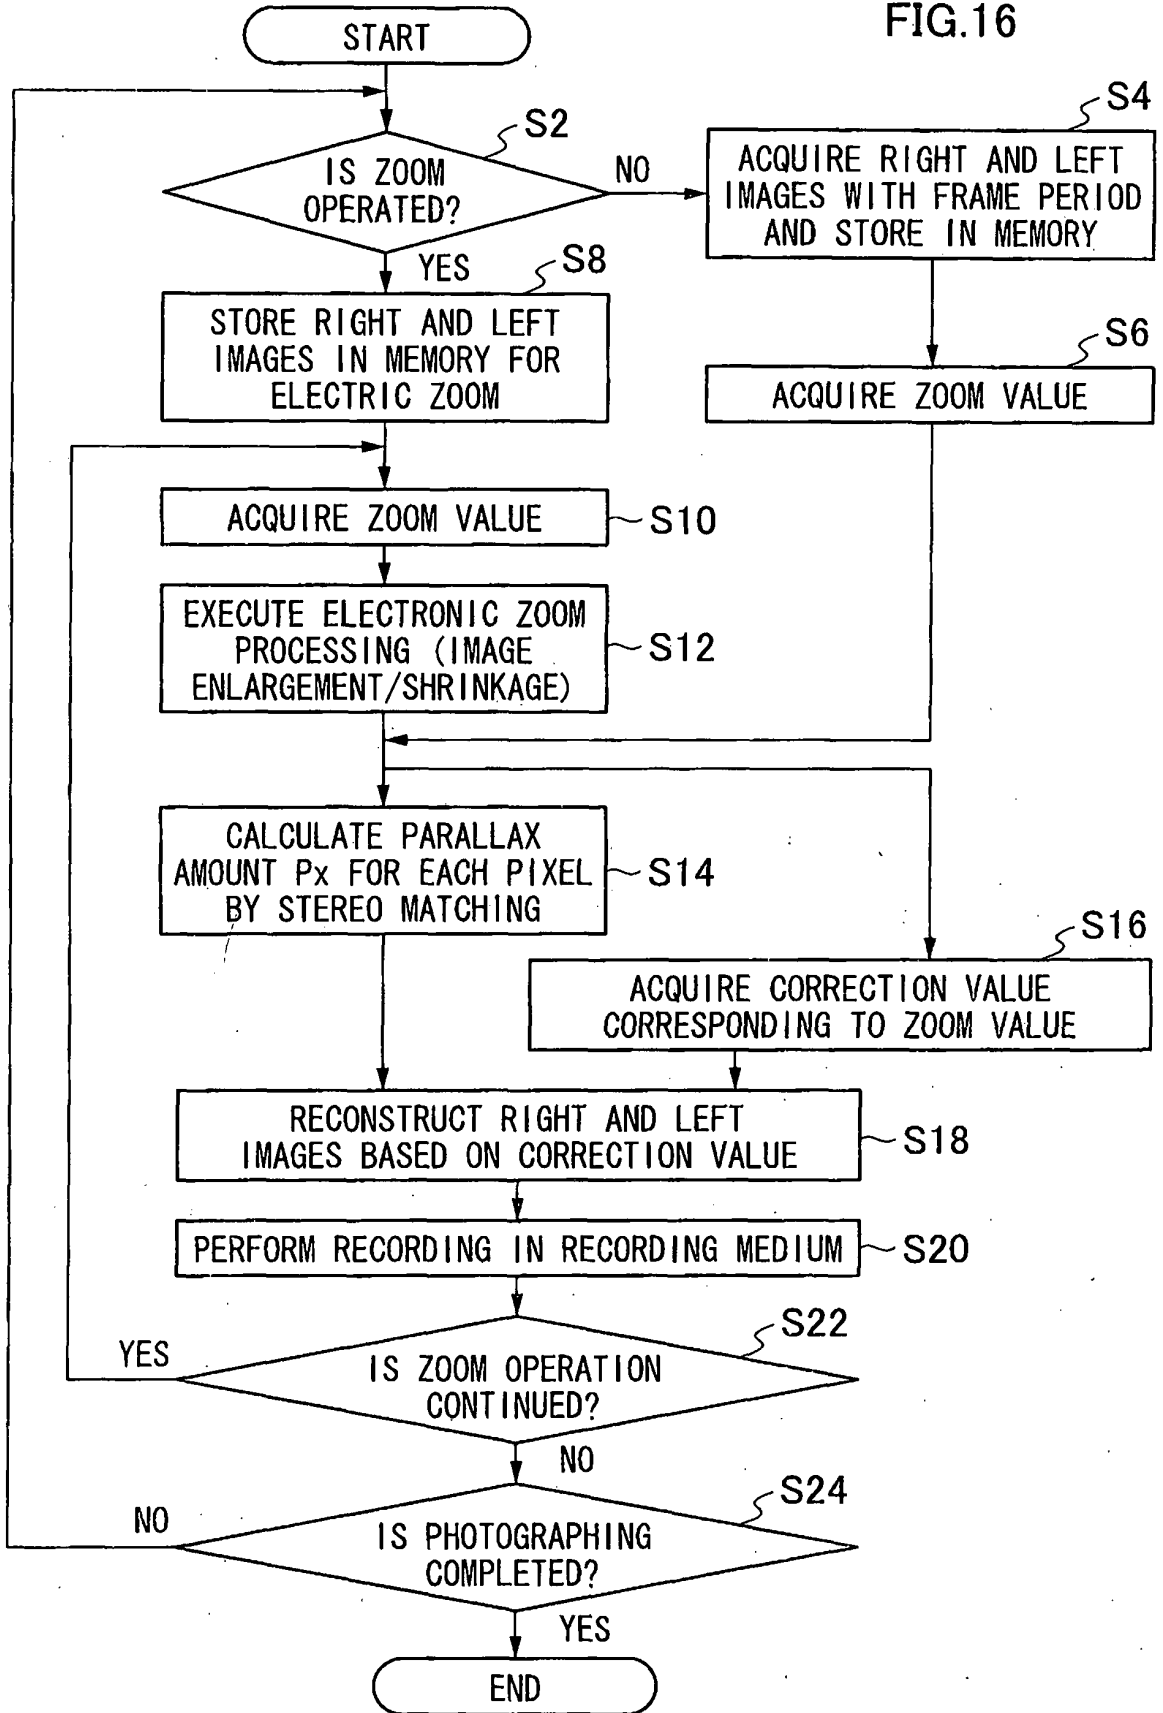 FIG.16
START
S2
IS ZOOM
OPERATED?
NO
YES
S4
ACQUIRE RIGHT AND LEFT
IMAGES WITH FRAME PERIOD
AND STORE IN MEMORY
S6
ACQUIRE ZOOM VALUE
S8
STORE RIGHT AND LEFT
IMAGES IN MEMORY FOR
ELECTRIC ZOOM
ACQUIRE ZOOM VALUE
S10
EXECUTE ELECTRONIC ZOOM
PROCESSING (IMAGE
ENLARGEMENT/SHRINKAGE)
S12
CALCULATE PARALLAX
AMOUNT Px FOR EACH PIXEL
BY STEREO MATCHING
S14
S16
ACQUIRE CORRECTION VALUE
CORRESPONDING TO ZOOM VALUE
RECONSTRUCT RIGHT AND LEFT
IMAGES BASED ON CORRECTION VALUE
S18
PERFORM RECORDING IN RECORDING MEDIUM
S20
S22
YES
IS ZOOM OPERATION
CONTINUED?
NO
S24
NO
IS PHOTOGRAPHING
COMPLETED?
YES
END